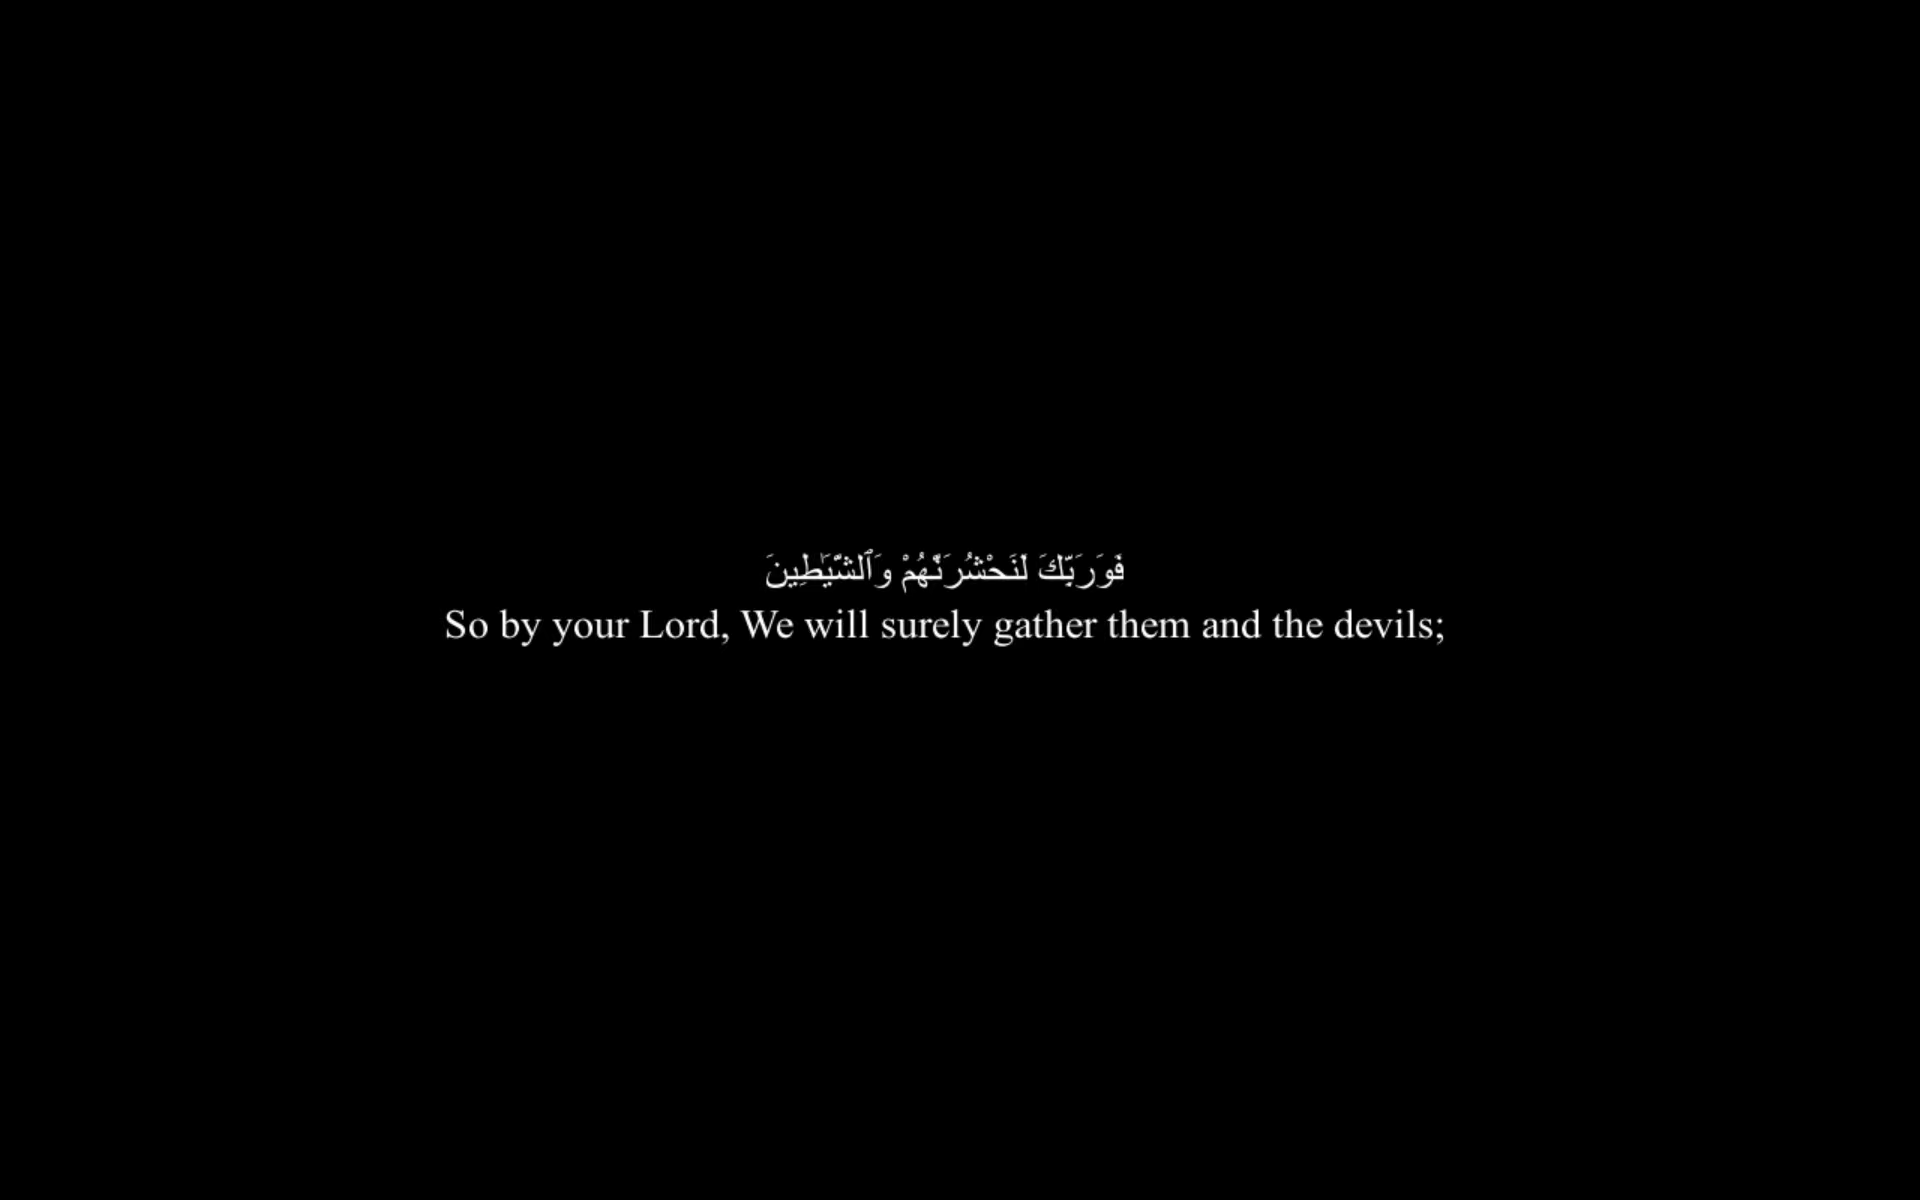 فَوَرَبِّكَ لَنَحْشُرَنَّهُمْ وَٱلشَّيَـٰطِينَ
So by your Lord, We will surely gather them and the devils;